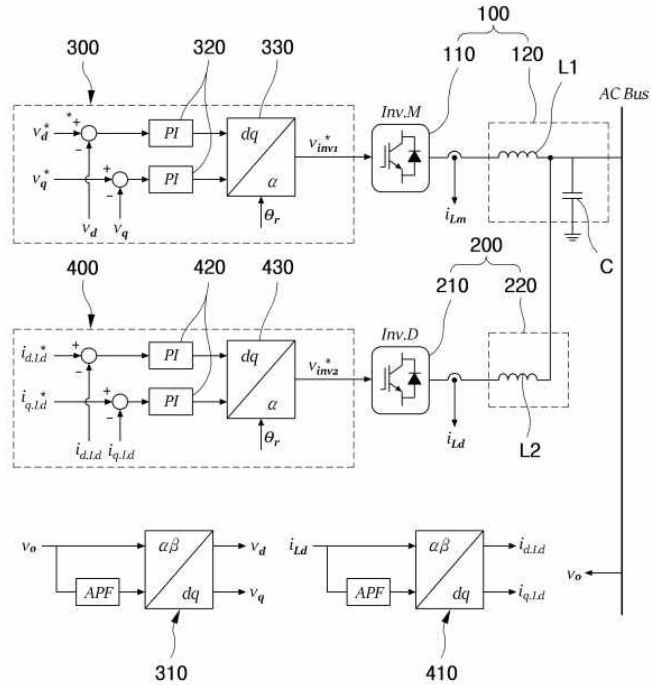 100
300 320 330 110 120 L1
Inv.M AC Bus
v_d^* * + PI dq
− v_inv1^*
v_q^* + PI α
− θ_r i_Lm
v_d v_q C
200
400 420 430 210 220
Inv.D
i_d.Ld^* + PI dq
− v_inv2^*
i_q.Ld^* + PI α
− θ_r i_Ld L2
i_d.Ld i_q.Ld
v_o αβ v_d i_Ld αβ i_d.Ld
APF dq v_q APF dq i_q.Ld v_o
310 410